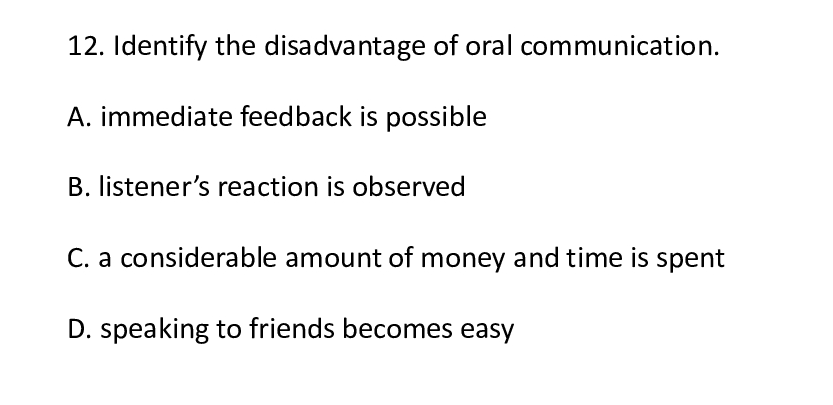 12. Identify the disadvantage of oral communication.
A. immediate feedback is possible
B. listener’s reaction is observed
C. a considerable amount of money and time is spent
D. speaking to friends becomes easy